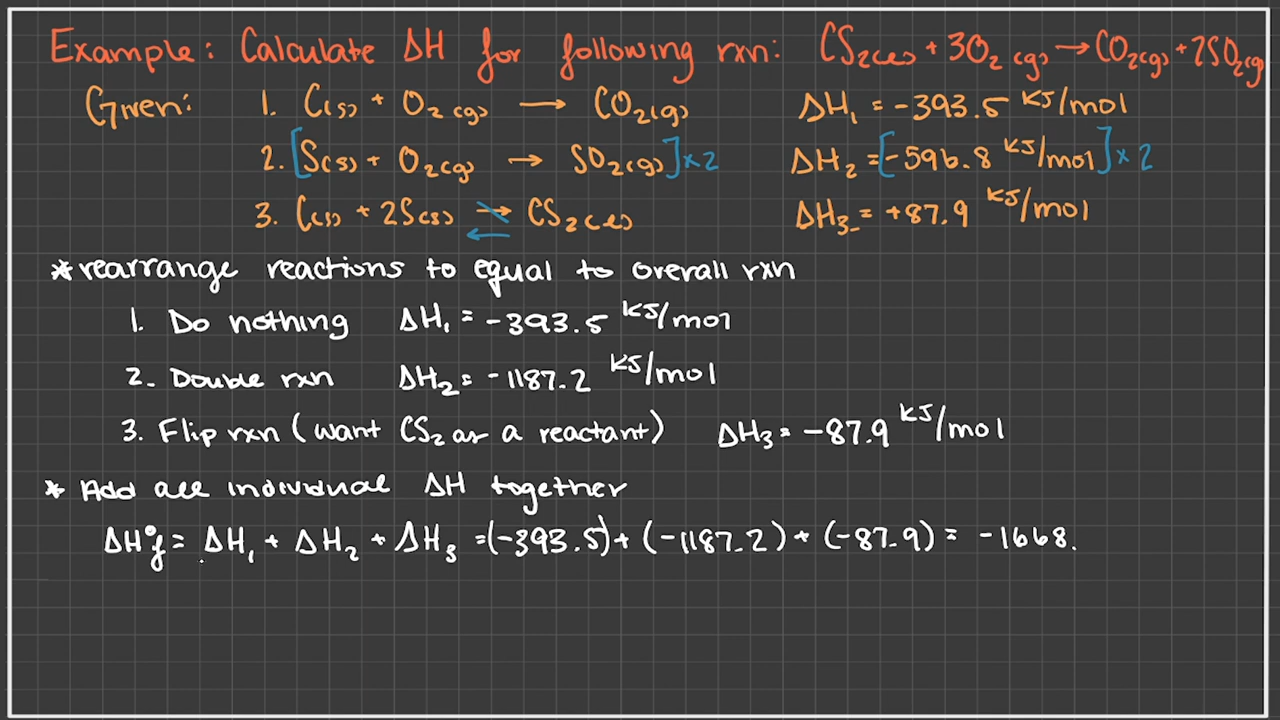 Example: Calculate ΔH for following rxn: CS₂(l) + 3O₂(g) → CO₂(g) + 2SO₂(g)
Given: 1. C(s) + O₂(g) → CO₂(g) ΔH₁ = -393.5 KJ/mol
2. [S(s) + O₂(g) → SO₂(g)] × 2 ΔH₂ = [-596.8 KJ/mol] × 2
3. C(s) + 2S(s) → ← CS₂(l) ΔH₃ = +87.9 KJ/mol
*rearrange reactions to equal to overall rxn
1. Do nothing ΔH₁ = -393.5 KJ/mol
2. Double rxn ΔH₂ = -1187.2 KJ/mol
3. Flip rxn (want CS₂ as a reactant) ΔH₃ = -87.9 KJ/mol
* Add all individual ΔH together
ΔH°f = ΔH₁ + ΔH₂ + ΔH₃ = (-393.5) + (-1187.2) + (-87.9) = -1668.